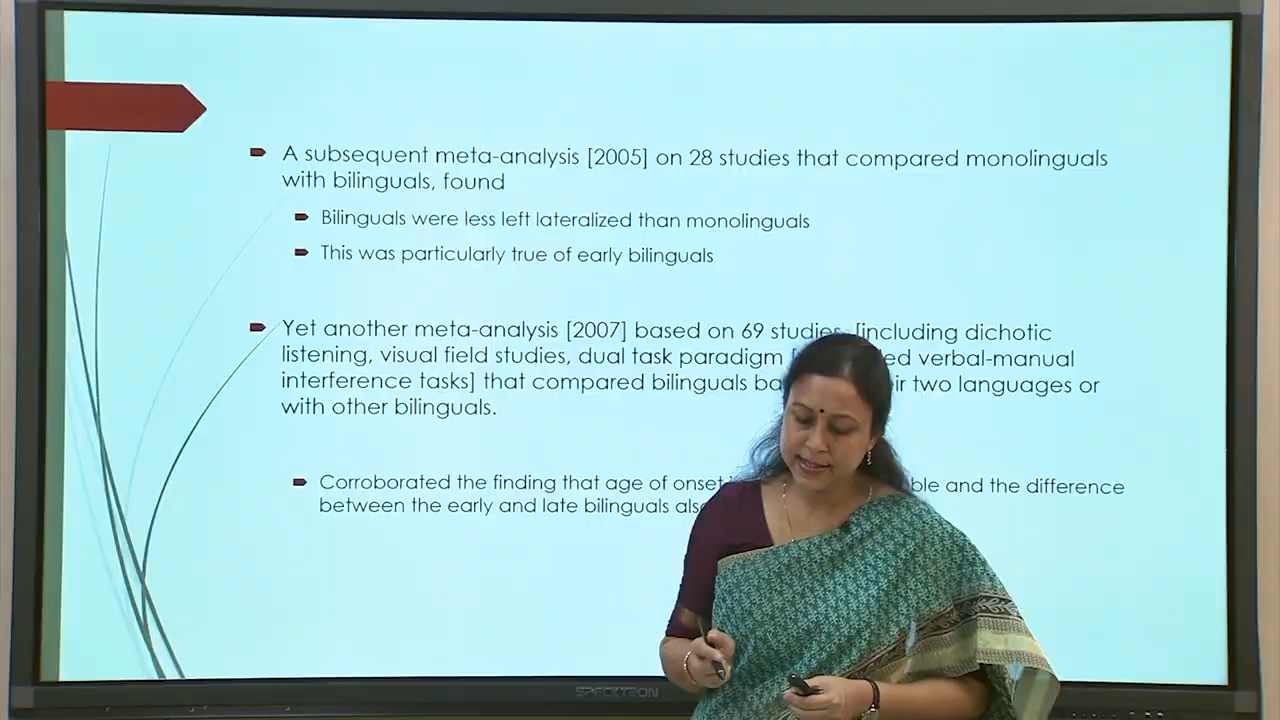 A subsequent meta-analysis [2005] on 28 studies that compared monolinguals
with bilinguals, found
Bilinguals were less left lateralized than monolinguals
This was particularly true of early bilinguals
Yet another meta-analysis [2007] based on 69 studies [including dichotic
listening, visual field studies, dual task paradigm [ ed verbal-manual
interference tasks] that compared bilinguals two languages or
with other bilinguals.
Corroborated the finding that age of onset and the difference
between the early and late bilinguals
SPECKTRON